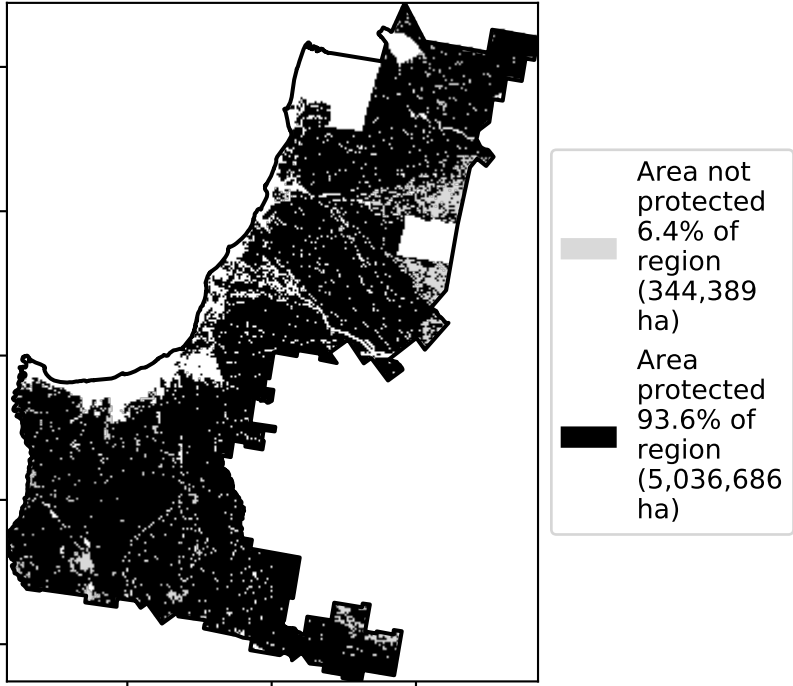 Area not
protected
6.4% of
region
(344,389
ha)
Area
protected
93.6% of
region
(5,036,686
ha)